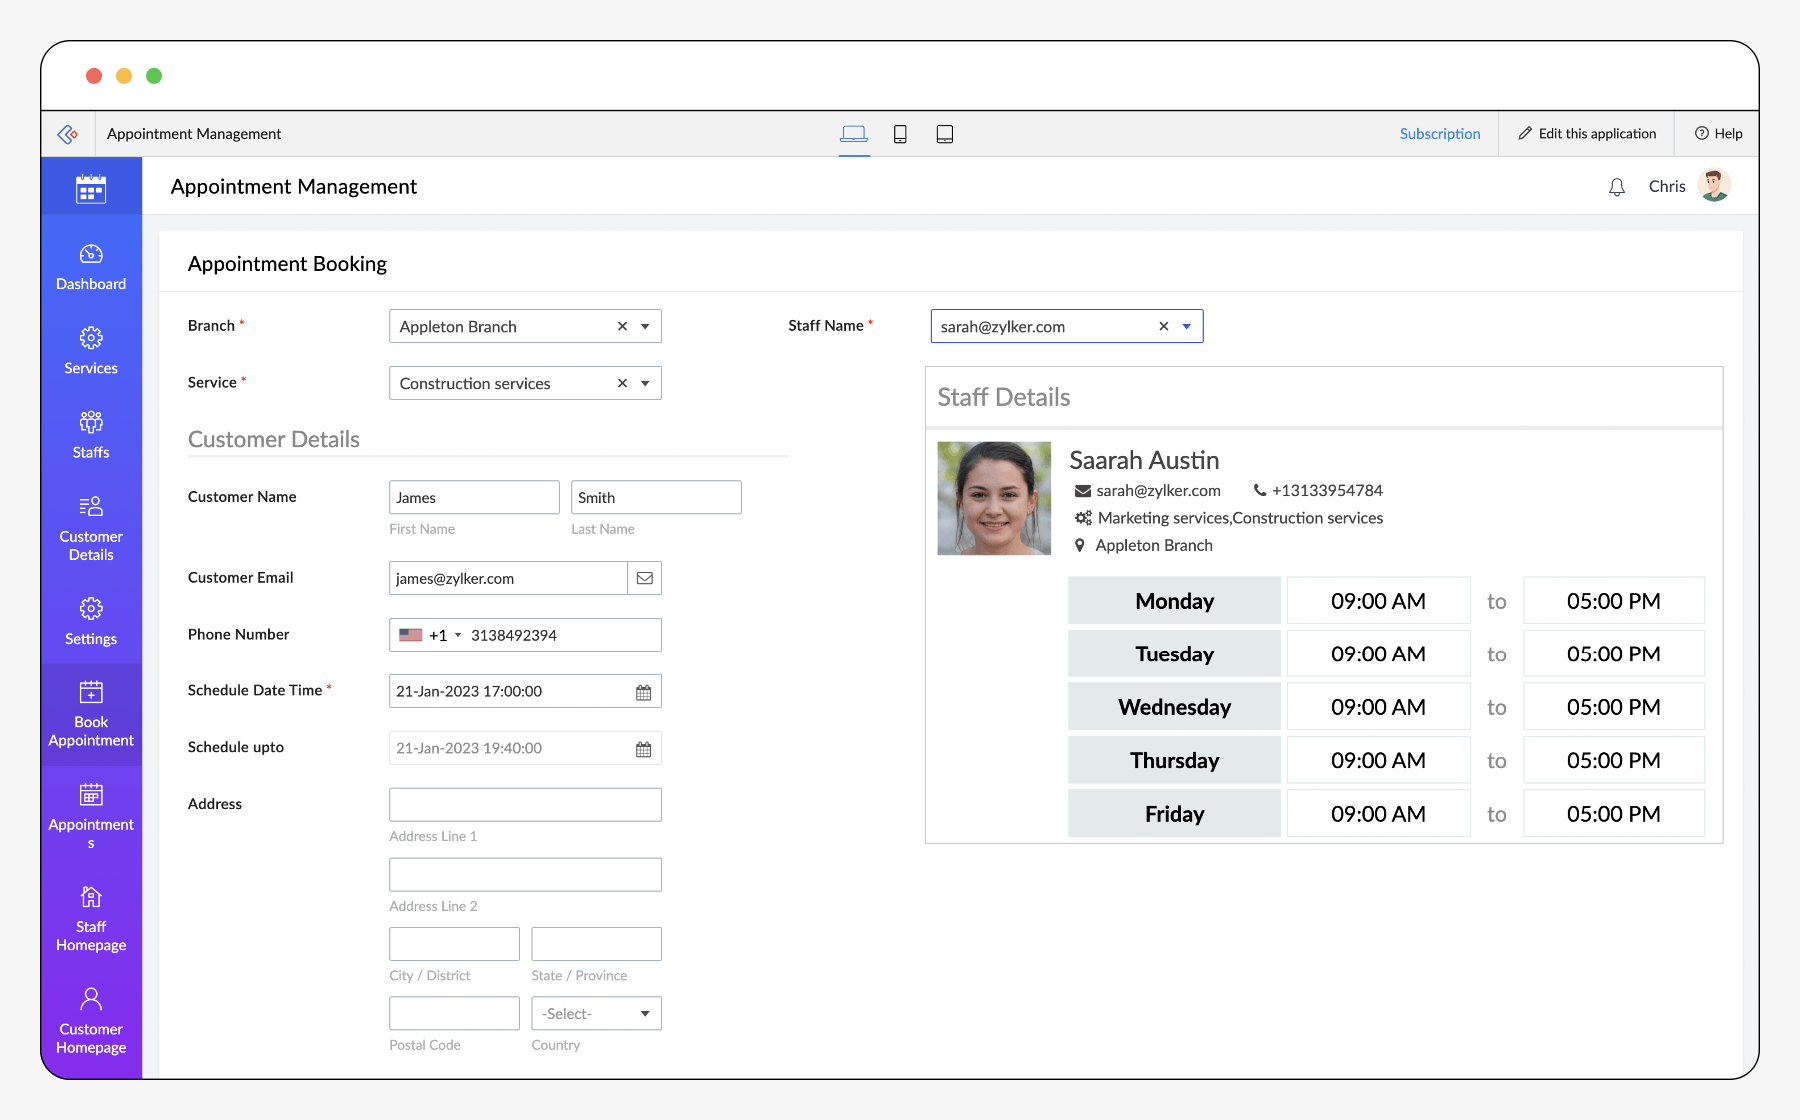 Appointment Management
Subscription
Edit this application
Help
Appointment Management
Chris
Dashboard
Services
Staffs
Customer
Details
Settings
Book
Appointment
Appointment
s
Staff
Homepage
Customer
Homepage
Appointment Booking
Branch *
Appleton Branch
Staff Name *
sarah@zylker.com
Service *
Construction services
Customer Details
Customer Name
James
Smith
First Name
Last Name
Customer Email
james@zylker.com
Phone Number
+1
3138492394
Schedule Date Time *
21-Jan-2023 17:00:00
Schedule upto
21-Jan-2023 19:40:00
Address
Address Line 1
Address Line 2
City / District
State / Province
-Select-
Postal Code
Country
Staff Details
Saarah Austin
sarah@zylker.com
+13133954784
Marketing services,Construction services
Appleton Branch
Monday 09:00 AM to 05:00 PM
Tuesday 09:00 AM to 05:00 PM
Wednesday 09:00 AM to 05:00 PM
Thursday 09:00 AM to 05:00 PM
Friday 09:00 AM to 05:00 PM